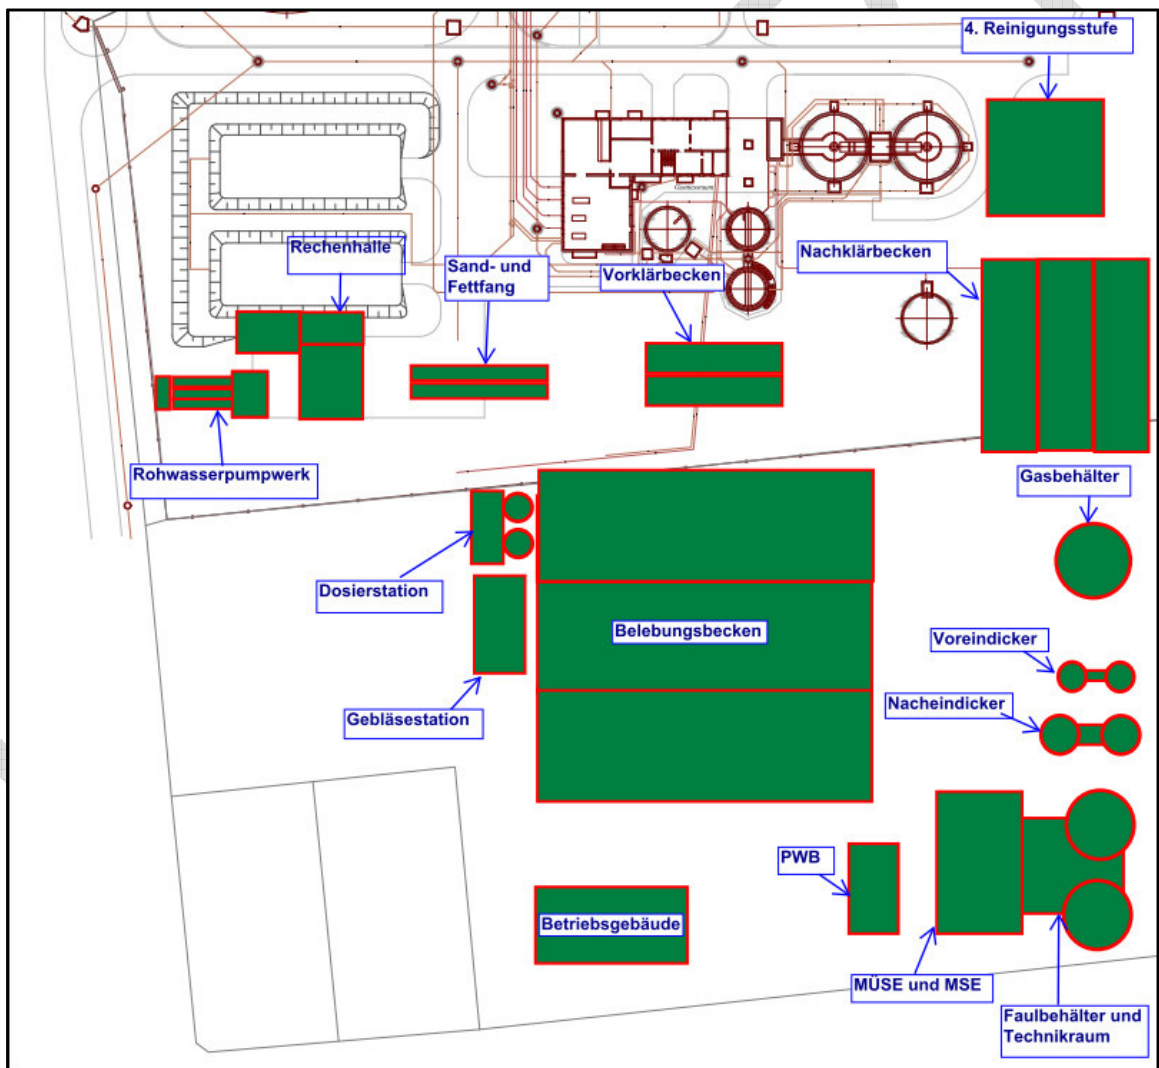 4. Reinigungsstufe
Rechenhalle
Sand- und
Fettfang
Vorklärbecken
Nachklärbecken
Rohwasserpumpwerk
Gasbehälter
Dosierstation
Belebungsbecken
Voreindicker
Gebläsestation
Nacheindicker
PWB
Betriebsgebäude
MÜSE und MSE
Faulbehälter und
Technikraum